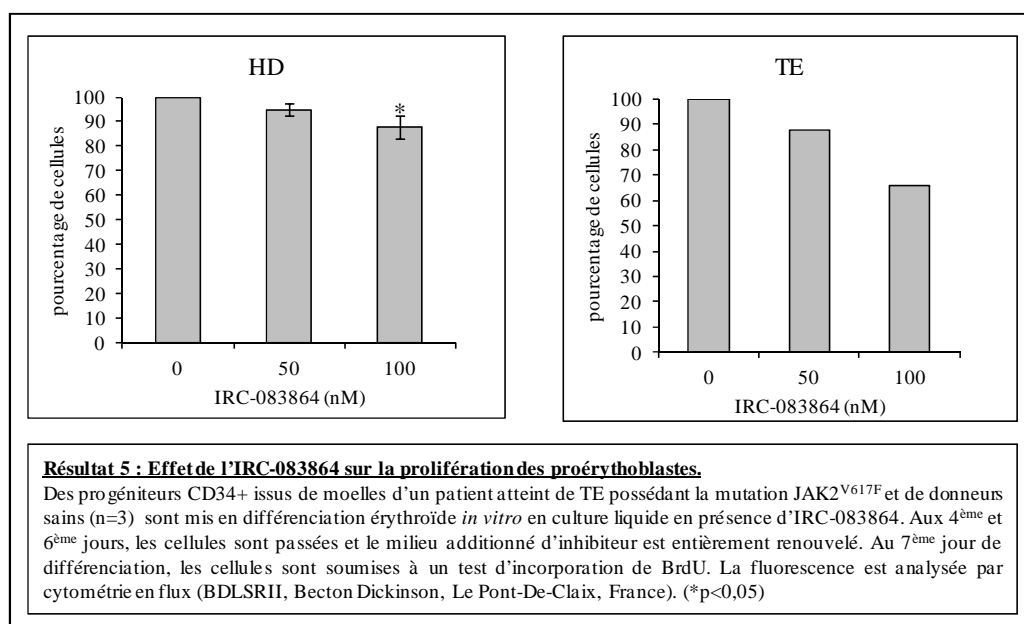 HD
100
90
80
70
60
50
40
30
20
10
0
pourcentage de cellules
*
0 50 100
IRC-083864 (nM)
TE
100
90
80
70
60
50
40
30
20
10
0
pourcentage de cellules
0 50 100
IRC-083864 (nM)
Résultat 5 : Effet de l’IRC-083864 sur la prolifération des proérythoblastes.
Des progéniteurs CD34+ issus de moelles d’un patient atteint de TE possédant la mutation JAK2V617F et de donneurs
sains (n=3) sont mis en différenciation érythroïde in vitro en culture liquide en présence d’IRC-083864. Aux 4ème et
6ème jours, les cellules sont passées et le milieu additionné d’inhibiteur est entièrement renouvelé. Au 7ème jour de
différenciation, les cellules sont soumises à un test d’incorporation de BrdU. La fluorescence est analysée par
cytométrie en flux (BDLSRII, Becton Dickinson, Le Pont-De-Claix, France). (*p<0,05)